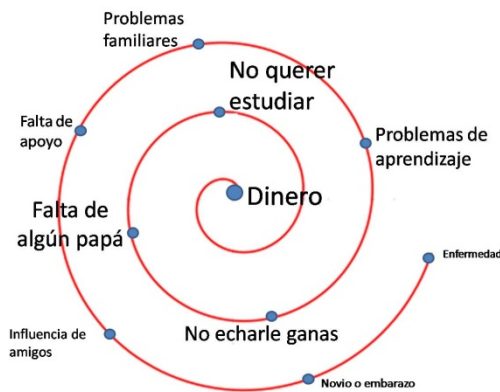 Problemas
familiares
No querer
estudiar
Falta de
apoyo
Problemas de
aprendizaje
Dinero
Falta de
algún papá
Enfermedad
Influencia de
amigos
No echarle ganas
Novio o embarazo